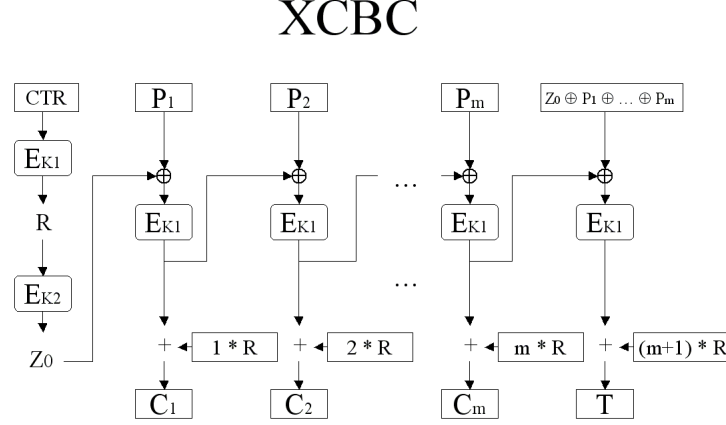 XCBC
CTR P1 P2 Pm Z0 ⊕ P1 ⊕ … ⊕ Pm
EK1
R
EK1 EK1 … EK1 EK1
EK2
…
Z0
+ 1 * R + 2 * R + m * R + (m+1) * R
C1 C2 Cm T